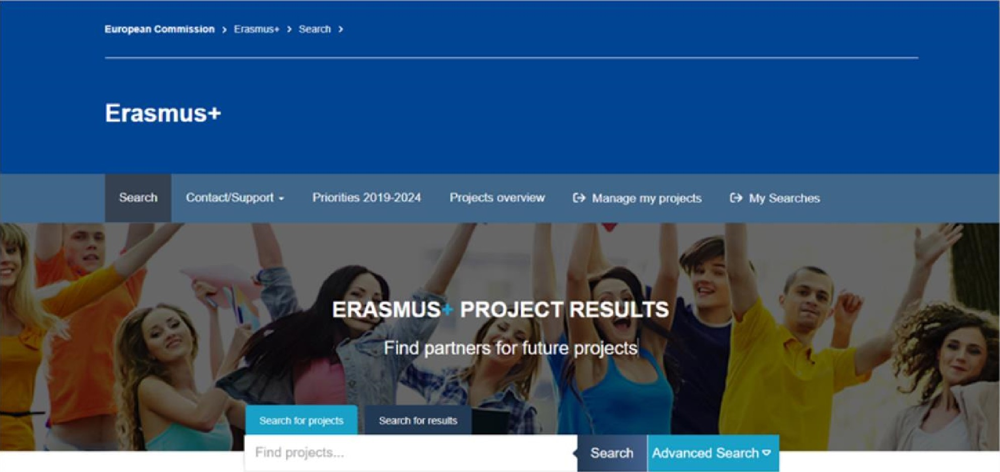 European Commission > Erasmus+ > Search >
Erasmus+
Search Contact/Support Priorities 2019-2024 Projects overview Manage my projects My Searches
ERASMUS+ PROJECT RESULTS
Find partners for future projects
Search for projects Search for results
Find projects... Search Advanced Search